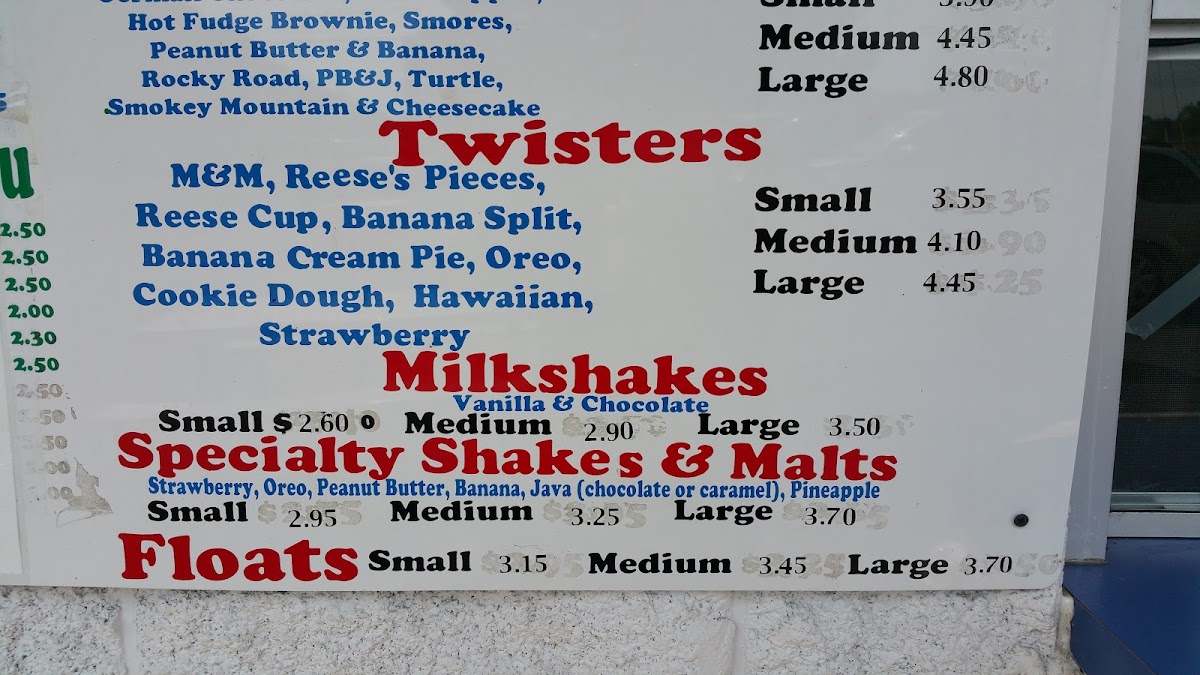 Hot Fudge Brownie, Smores,
Peanut Butter & Banana,
Rocky Road, PB&J, Turtle,
Smokey Mountain & Cheesecake
Small 3.90
Medium 4.45
Large 4.80
Twisters
M&M, Reese's Pieces,
Reese Cup, Banana Split,
Banana Cream Pie, Oreo,
Cookie Dough, Hawaiian,
Strawberry
Small 3.55
Medium 4.10
Large 4.45
Milkshakes
Vanilla & Chocolate
Small $ 2.60 Medium 2.90 Large 3.50
Specialty Shakes & Malts
Strawberry, Oreo, Peanut Butter, Banana, Java (chocolate or caramel), Pineapple
Small 2.95 Medium 3.25 Large 3.70
Floats Small 3.15 Medium 3.45 Large 3.70
u
2.50
2.50
2.50
2.00
2.30
2.50
2.50